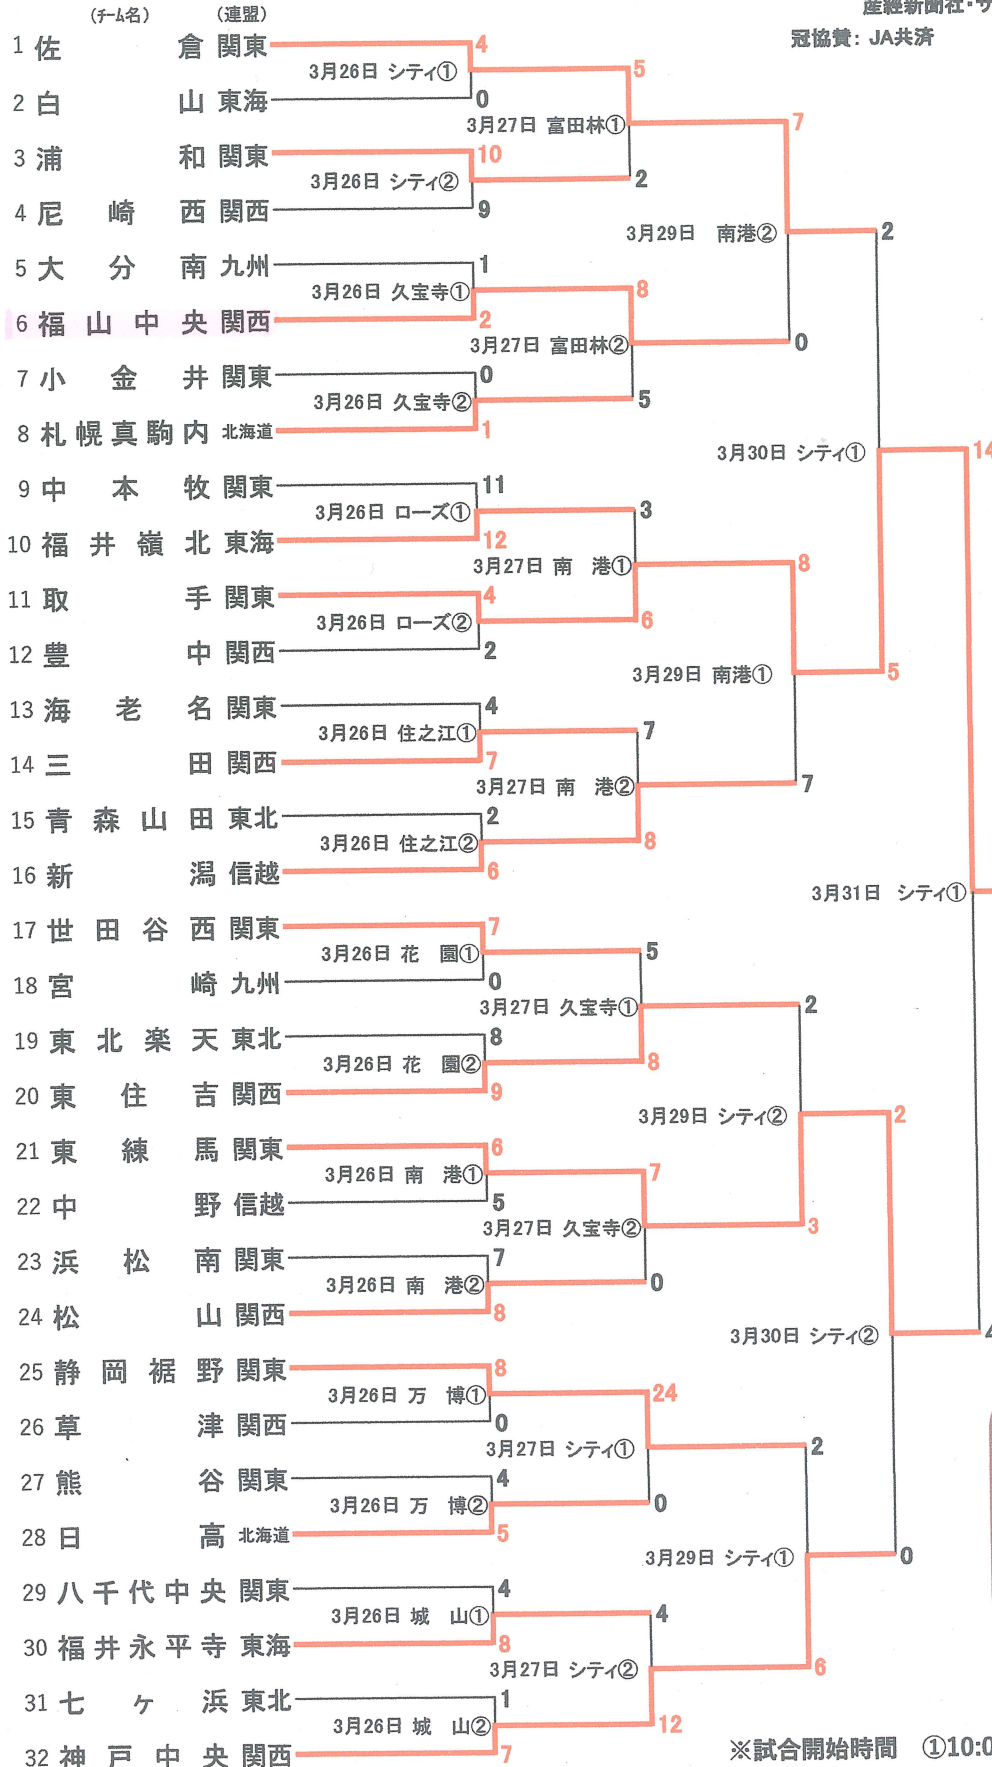 産経新聞社・サ
(ﾁｰﾑ名) (連盟)
冠協賛：JA共済
1 佐倉 関東 4
3月26日 シティ① 5
2 白山 東海 0
3月27日 富田林① 7
3 浦和 関東 10
3月26日 シティ② 2
4 尼崎西 関西 9
3月29日 南港② 2
5 大分南 九州 1
3月26日 久宝寺① 8
6 福山中央 関西 2
3月27日 富田林② 0
7 小金井 関東 0
3月26日 久宝寺② 5
8 札幌真駒内 北海道 1
3月30日 シティ① 14
9 中本牧 関東 11
3月26日 ローズ① 3
10 福井嶺北 東海 12
3月27日 南港① 8
11 取手 関東 4
3月26日 ローズ② 6
12 豊中 関西 2
3月29日 南港① 5
13 海老名 関東 4
3月26日 住之江① 7
14 三田 関西 7
3月27日 南港② 7
15 青森山田 東北 2
3月26日 住之江② 8
16 新潟 信越 6
3月31日 シティ①
17 世田谷西 関東 7
3月26日 花園① 5
18 宮崎 九州 0
3月27日 久宝寺① 2
19 東北楽天 東北 8
3月26日 花園② 8
20 東住吉 関西 9
3月29日 シティ② 2
21 東練馬 関東 6
3月26日 南港① 7
22 中野 信越 5
3月27日 久宝寺② 3
23 浜松南 関東 7
3月26日 南港② 0
24 松山 関西 8
3月30日 シティ② 4
25 静岡裾野 関東 8
3月26日 万博① 24
26 草津 関西 0
3月27日 シティ① 2
27 熊谷 関東 4
3月26日 万博② 0
28 日高 北海道 5
3月29日 シティ① 0
29 八千代中央 関東 4
3月26日 城山① 4
30 福井永平寺 東海 8
3月27日 シティ② 6
31 七ヶ浜 東北 1
3月26日 城山② 12
32 神戸中央 関西 7
※試合開始時間 ①10:0